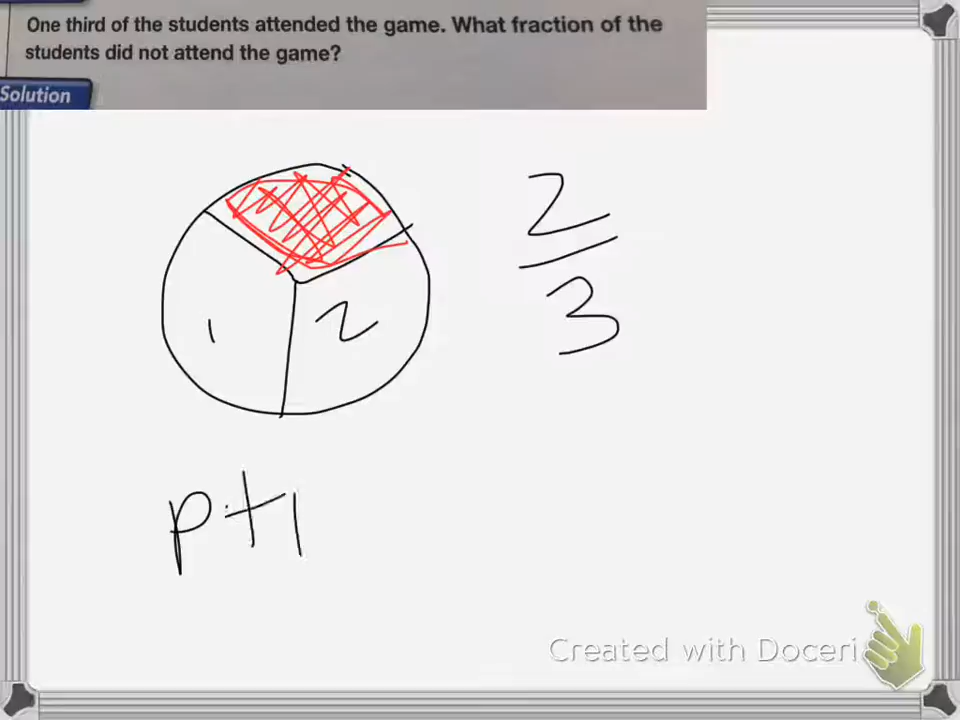 One third of the students attended the game. What fraction of the
students did not attend the game?
Solution
1 2
2
3
p+1
Created with Doceri